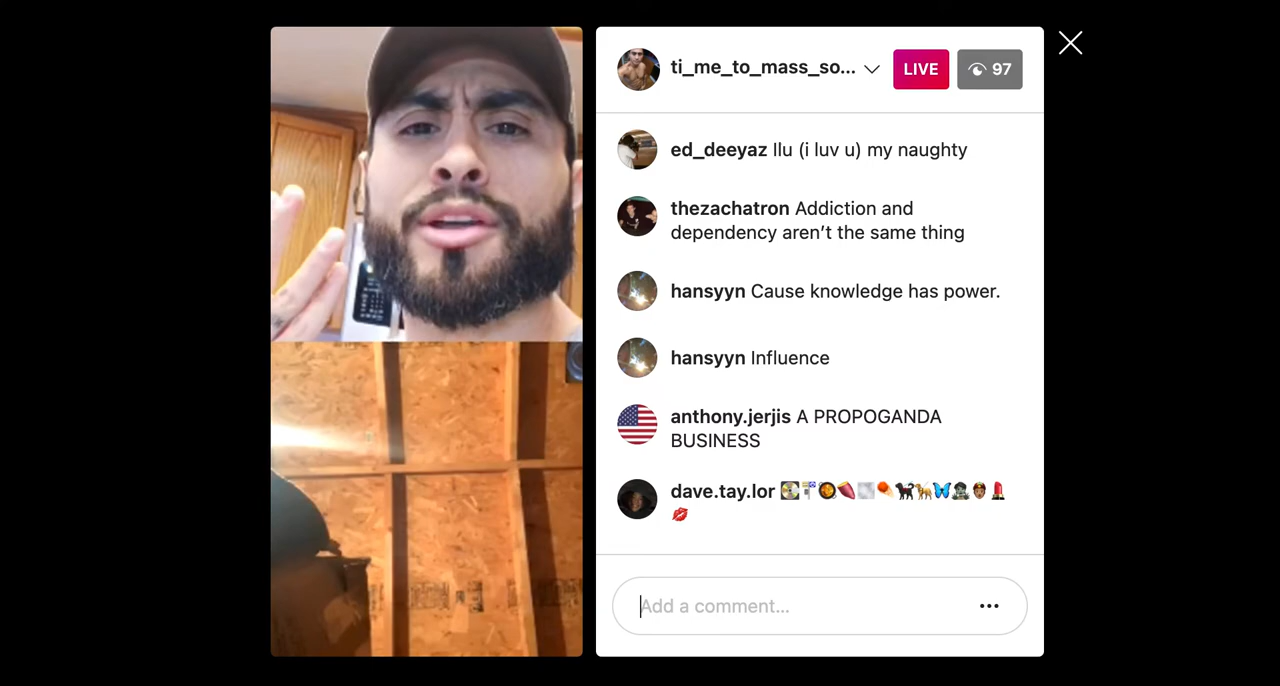 ti_me_to_mass_so...
LIVE
97
ed_deeyaz Ilu (i luv u) my naughty
thezachatron Addiction and
dependency aren’t the same thing
hansyyn Cause knowledge has power.
hansyyn Influence
anthony.jerjis A PROPOGANDA
BUSINESS
dave.tay.lor 
Add a comment...